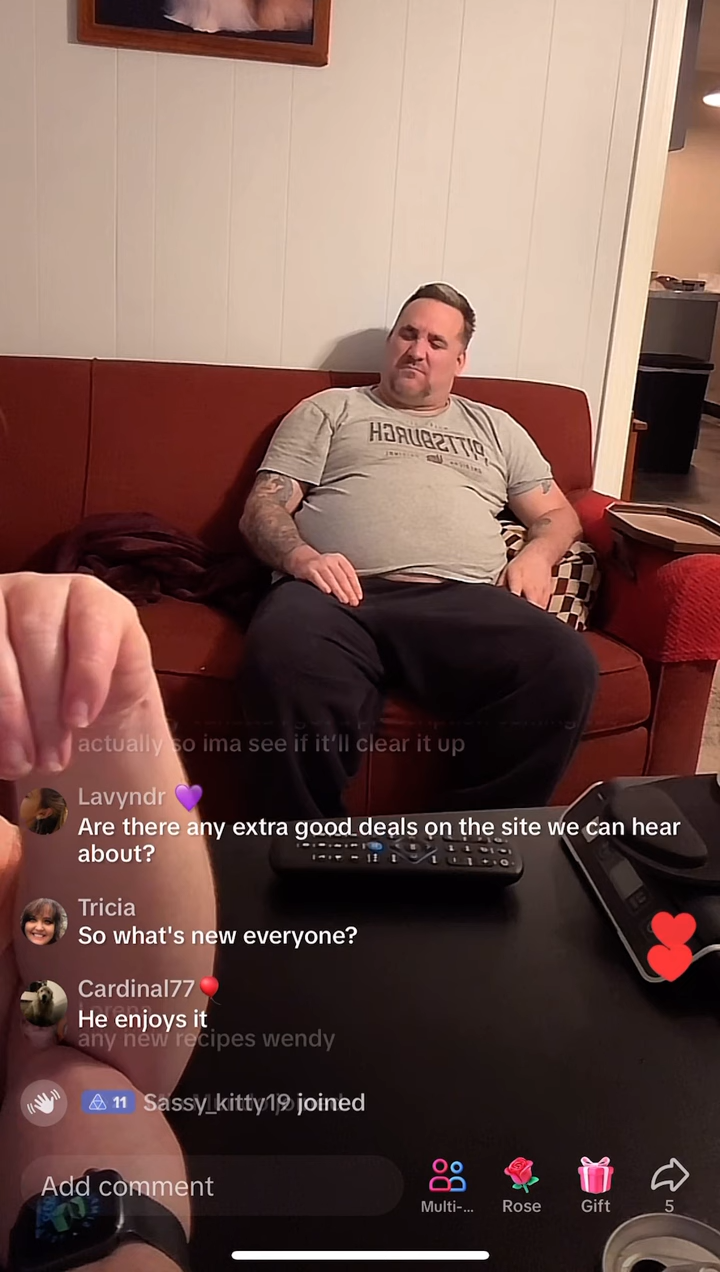 PITTSBURGH
actually so ima see if it'll clear it up
Lavyndr 💜
Are there any extra good deals on the site we can hear
about?
Tricia
So what's new everyone?
Cardinal77🎈
He enjoys it
any new recipes wendy
11 Sassy_kitty19 joined
Add comment
Multi-...
Rose
Gift
5